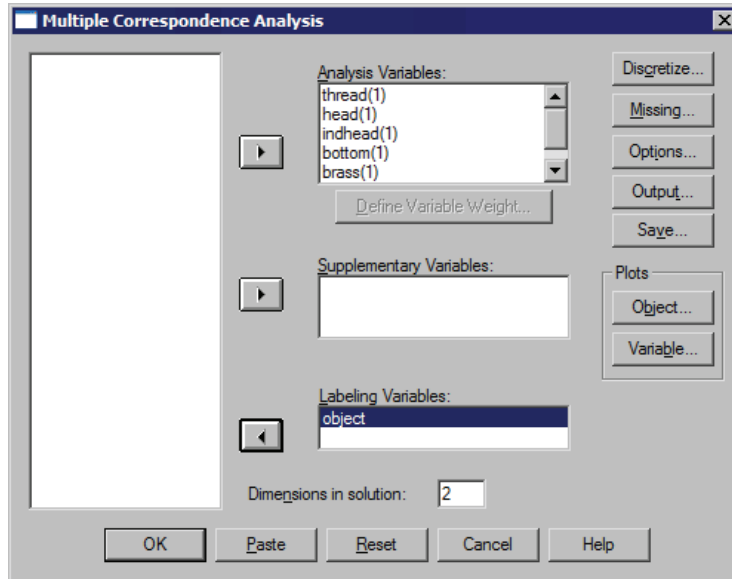 Multiple Correspondence Analysis
Analysis Variables:
thread(1)
head(1)
indhead(1)
bottom(1)
brass(1)
Define Variable Weight...
Supplementary Variables:
Labeling Variables:
object
Dimensions in solution: 2
Discretize...
Missing...
Options...
Output...
Save...
Plots
Object...
Variable...
OK Paste Reset Cancel Help